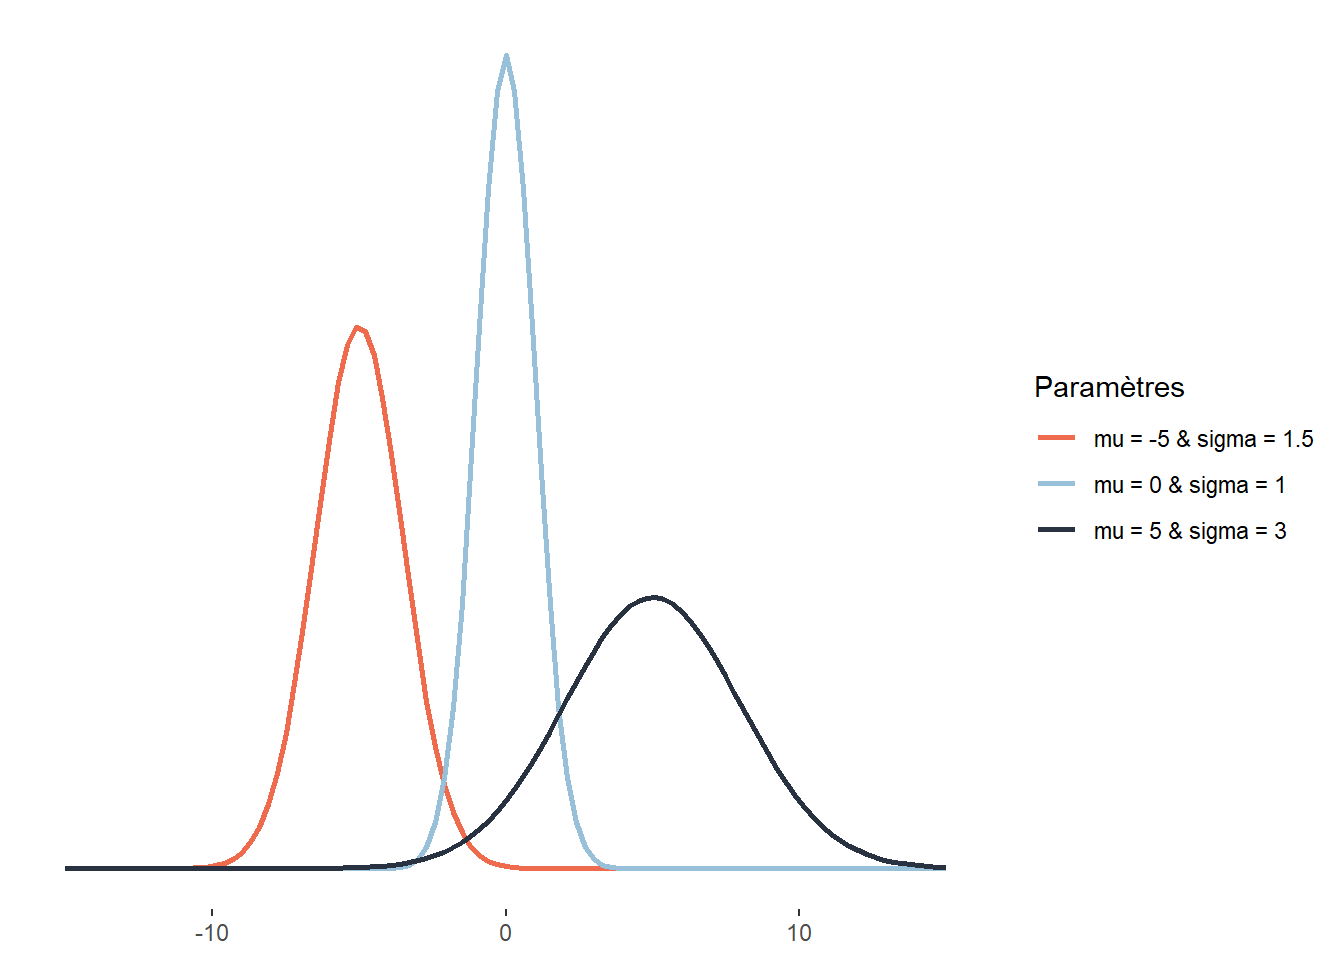 Paramètres
mu = -5 & sigma = 1.5
mu = 0 & sigma = 1
mu = 5 & sigma = 3
-10 0 10